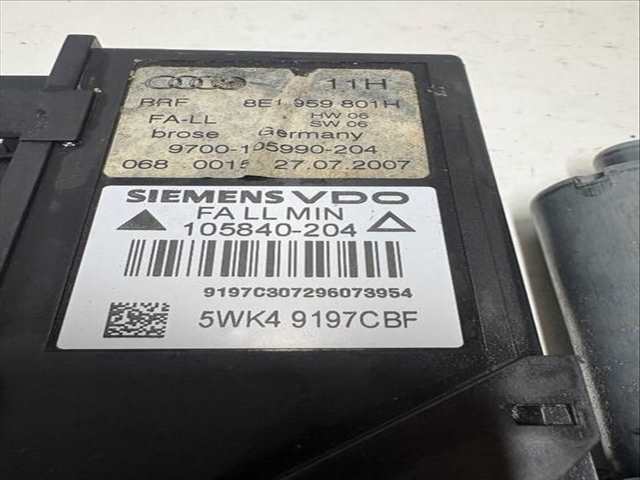 11H
BRF 8E1 959 801H
FA-LL HW 06
SW 06
brose Germany
9700-105990-204
068 0015 27.07.2007
SIEMENS VDO
FA LL MIN
105840-204
9197C307296073954
5WK4 9197CBF